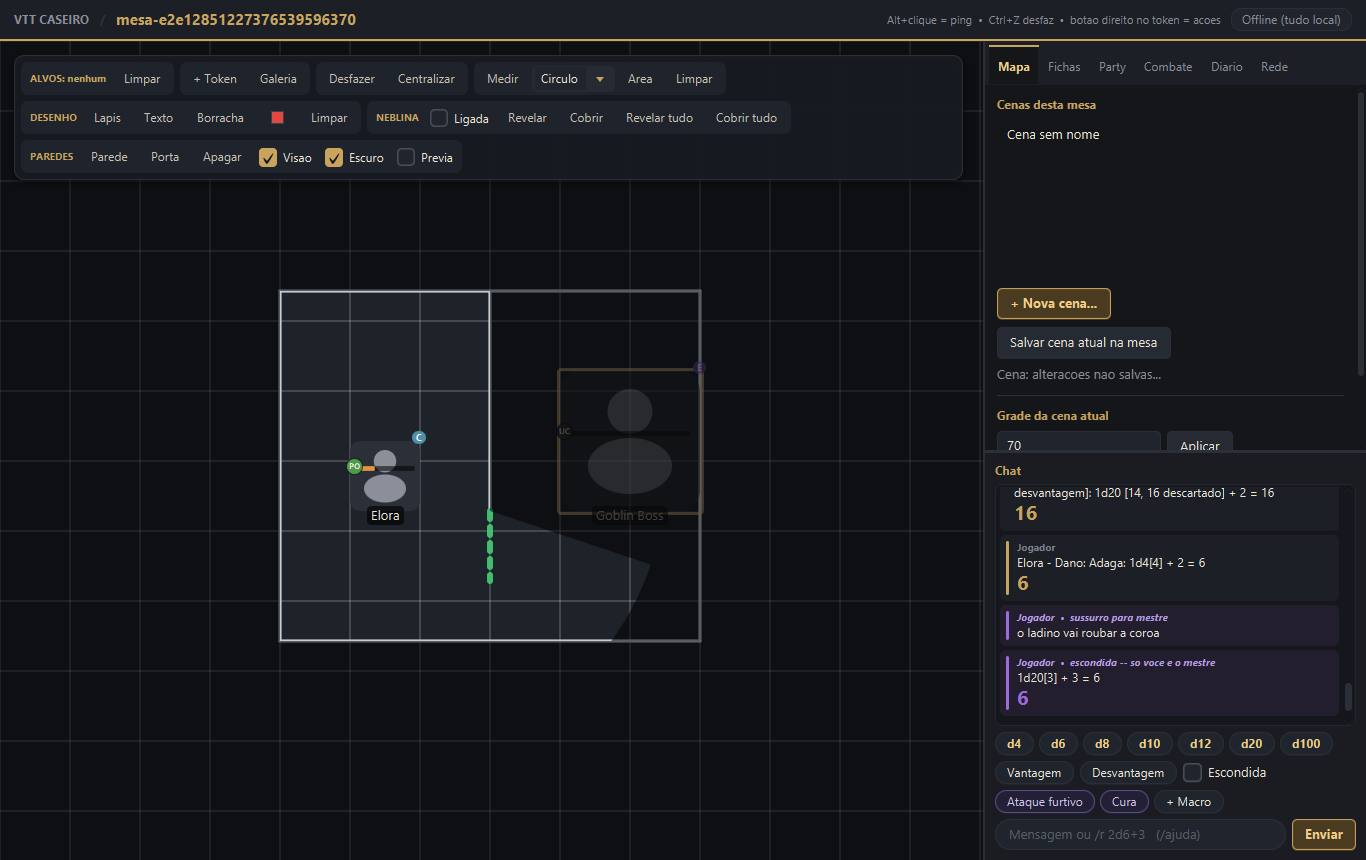 VTT CASEIRO / mesa-e2e12851227376539596370
Alt+clique = ping • Ctrl+Z desfaz • botao direito no token = acoes
Offline (tudo local)
ALVOS: nenhum Limpar + Token Galeria Desfazer Centralizar Medir Circulo Area Limpar
DESENHO Lapis Texto Borracha Limpar NEBLINA Ligada Revelar Cobrir Revelar tudo Cobrir tudo
PAREDES Parede Porta Apagar Visao Escuro Previa
E
UC
C
PO
Elora
Goblin Boss
Mapa Fichas Party Combate Diario Rede
Cenas desta mesa
Cena sem nome
+ Nova cena...
Salvar cena atual na mesa
Cena: alteracoes nao salvas...
Grade da cena atual
70 Aplicar
Chat
desvantagem]: 1d20 [14, 16 descartado] + 2 = 16
16
Jogador
Elora - Dano: Adaga: 1d4[4] + 2 = 6
6
Jogador • sussurro para mestre
o ladino vai roubar a coroa
Jogador • escondida -- so voce e o mestre
1d20[3] + 3 = 6
6
d4 d6 d8 d10 d12 d20 d100
Vantagem Desvantagem Escondida
Ataque furtivo Cura + Macro
Mensagem ou /r 2d6+3 (/ajuda) Enviar